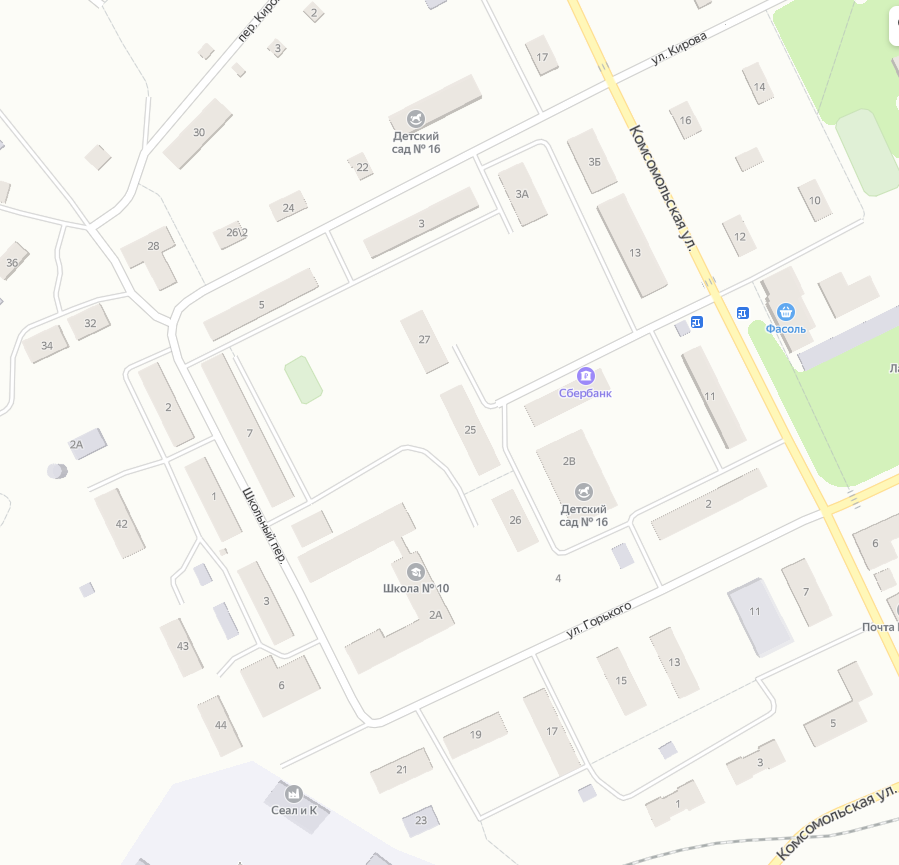 2
пер. Киро
3
17
ул. Кирова
14
30
Детский
сад № 16
16
Комсомольская ул.
3Б
22
3А
24
10
3
26\2
12
28
13
36
5
Фасоль
32
34
27
Сбербанк
11
2
7
25
2А
2В
1
Школьный пер.
42
Детский
сад № 16
2
26
6
4
Школа № 10
3
2А
11
7
ул. Горького
Почта
43
13
15
6
44
17
19
5
21
3
Сеал и К
1
23
Комсомольская ул.